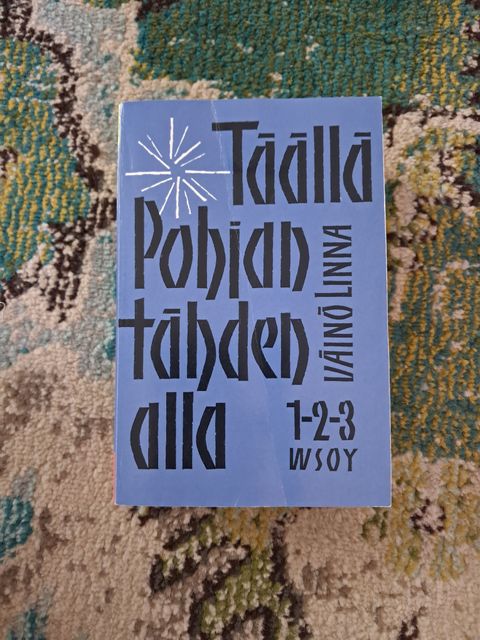 Täällä
Pohjan
tähden
alla
VÄINÖ LINNA
1-2-3
WSOY